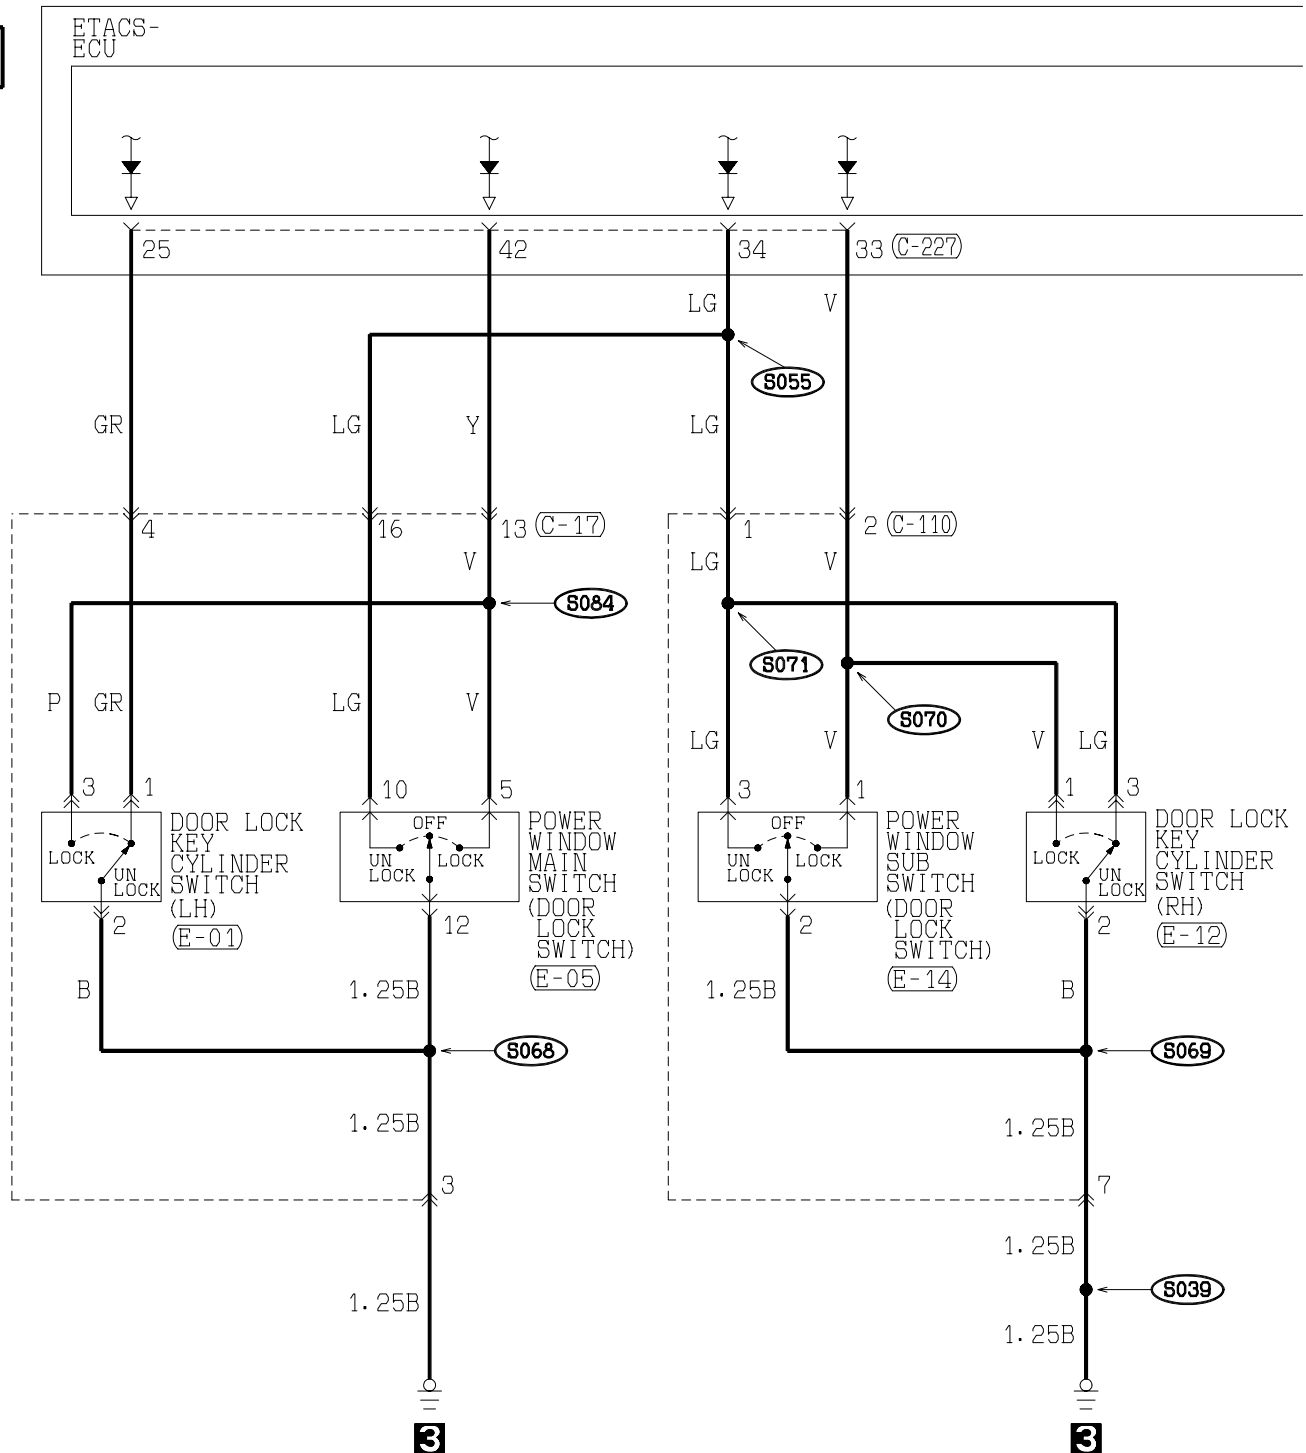 ETACS-
ECU
25
42
34
33
C-227
LG
V
S055
GR
LG
Y
LG
4
16
13
C-17
1
2
C-110
V
LG
V
S084
S071
P
GR
LG
V
S070
LG
V
V
LG
3
1
10
5
3
1
1
3
LOCK
UN
LOCK
DOOR LOCK
KEY
CYLINDER
SWITCH
(LH)
E-01
OFF
UN
LOCK
LOCK
POWER
WINDOW
MAIN
SWITCH
(DOOR
LOCK
SWITCH)
E-05
OFF
UN
LOCK
LOCK
POWER
WINDOW
SUB
SWITCH
(DOOR
LOCK
SWITCH)
E-14
LOCK
UN
LOCK
DOOR LOCK
KEY
CYLINDER
SWITCH
(RH)
E-12
2
12
2
2
B
1.25B
1.25B
B
S068
S069
1.25B
1.25B
3
7
1.25B
1.25B
S039
1.25B
3
3